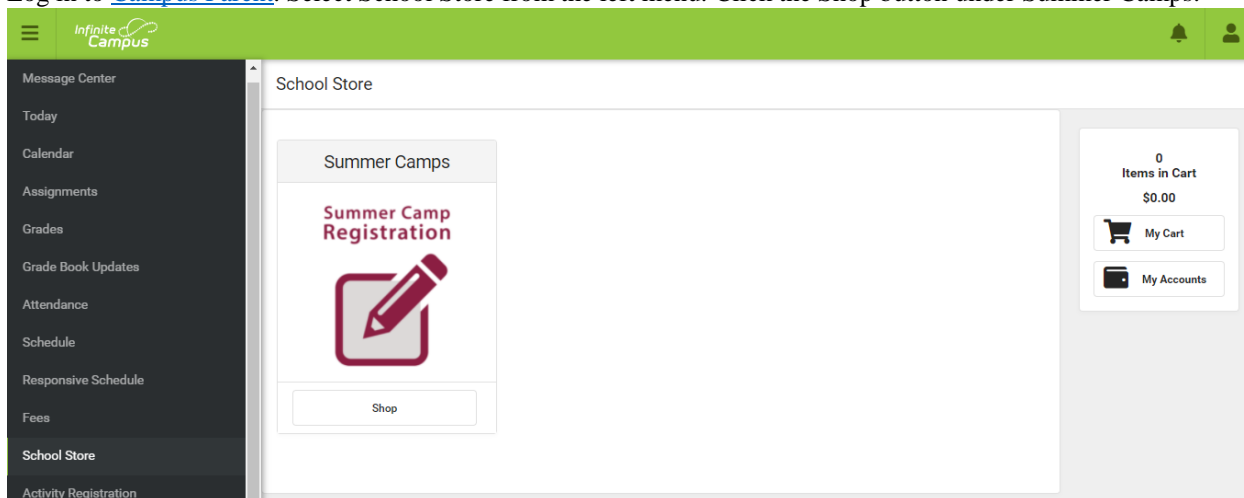 Log in to Campus Parent. Select School Store from the left menu. Click the Shop button under Summer Camps.
Infinite
Campus
Message Center
Today
Calendar
Assignments
Grades
Grade Book Updates
Attendance
Schedule
Responsive Schedule
Fees
School Store
Activity Registration
School Store
Summer Camps
Summer Camp
Registration
Shop
0
Items in Cart
$0.00
My Cart
My Accounts